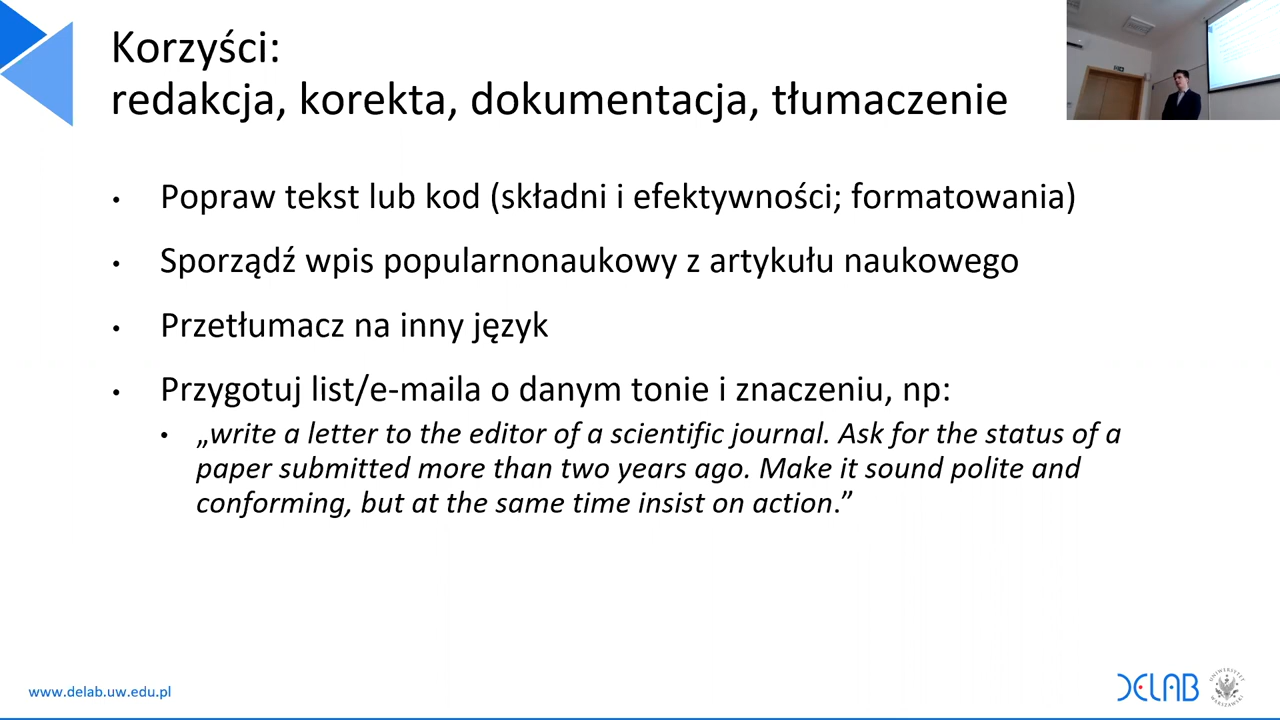 Korzyści:
redakcja, korekta, dokumentacja, tłumaczenie
• Popraw tekst lub kod (składni i efektywności; formatowania)
• Sporządź wpis popularnonaukowy z artykułu naukowego
• Przetłumacz na inny język
• Przygotuj list/e-maila o danym tonie i znaczeniu, np:
• „write a letter to the editor of a scientific journal. Ask for the status of a
paper submitted more than two years ago. Make it sound polite and
conforming, but at the same time insist on action.”
www.delab.uw.edu.pl
DELAB
UNIWERSYTET
WARSZAWSKI